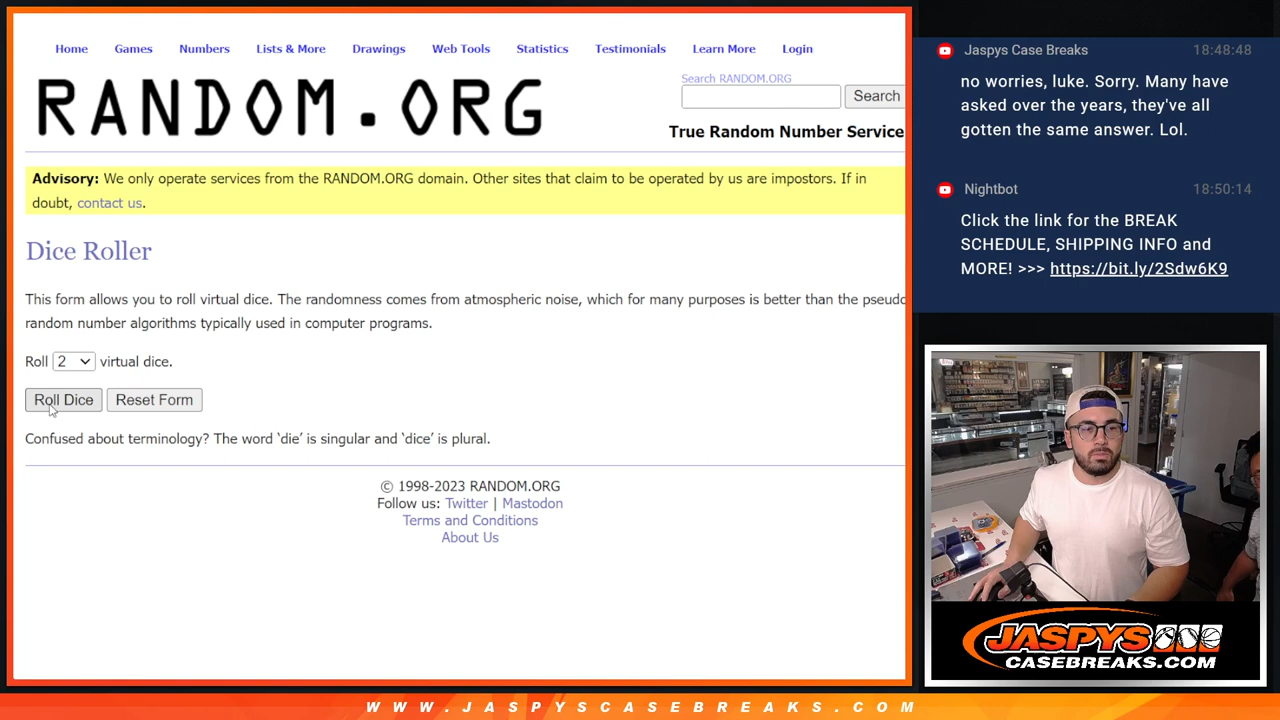 Home Games Numbers Lists & More Drawings Web Tools Statistics Testimonials Learn More Login
RANDOM.ORG
Search RANDOM.ORG
Search
True Random Number Service
Advisory: We only operate services from the RANDOM.ORG domain. Other sites that claim to be operated by us are impostors. If in
doubt, contact us.
Dice Roller
This form allows you to roll virtual dice. The randomness comes from atmospheric noise, which for many purposes is better than the pseudo
random number algorithms typically used in computer programs.
Roll 2 virtual dice.
Roll Dice Reset Form
Confused about terminology? The word ‘die’ is singular and ‘dice’ is plural.
© 1998-2023 RANDOM.ORG
Follow us: Twitter | Mastodon
Terms and Conditions
About Us
Jaspys Case Breaks 18:48:48
no worries, luke. Sorry. Many have
asked over the years, they've all
gotten the same answer. Lol.
Nightbot 18:50:14
Click the link for the BREAK
SCHEDULE, SHIPPING INFO and
MORE! >>> https://bit.ly/2Sdw6K9
JASPYS
CASEBREAKS.COM
WWW.JASPYSCASEBREAKS.COM